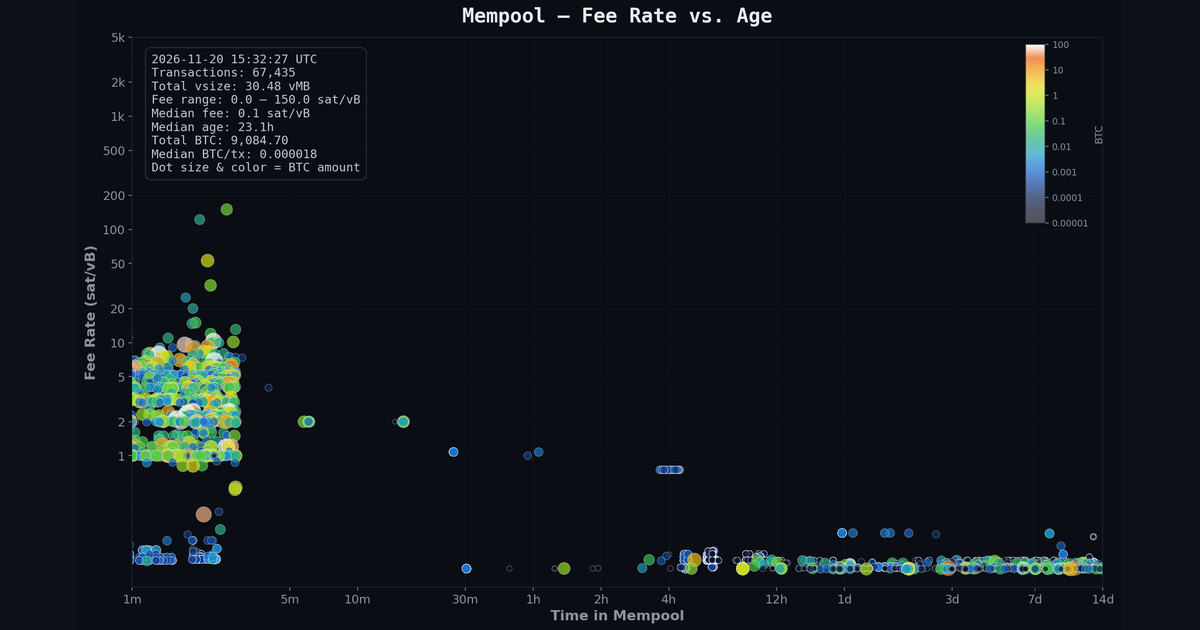 Mempool — Fee Rate vs. Age
2026-11-20 15:32:27 UTC
Transactions: 67,435
Total vsize: 30.48 vMB
Fee range: 0.0 – 150.0 sat/vB
Median fee: 0.1 sat/vB
Median age: 23.1h
Total BTC: 9,084.70
Median BTC/tx: 0.000018
Dot size & color = BTC amount
100
10
1
0.1
0.01
0.001
0.0001
0.00001
BTC
Fee Rate (sat/vB)
5k
2k
1k
500
200
100
50
20
10
5
2
1
1m 5m 10m 30m 1h 2h 4h 12h 1d 3d 7d 14d
Time in Mempool